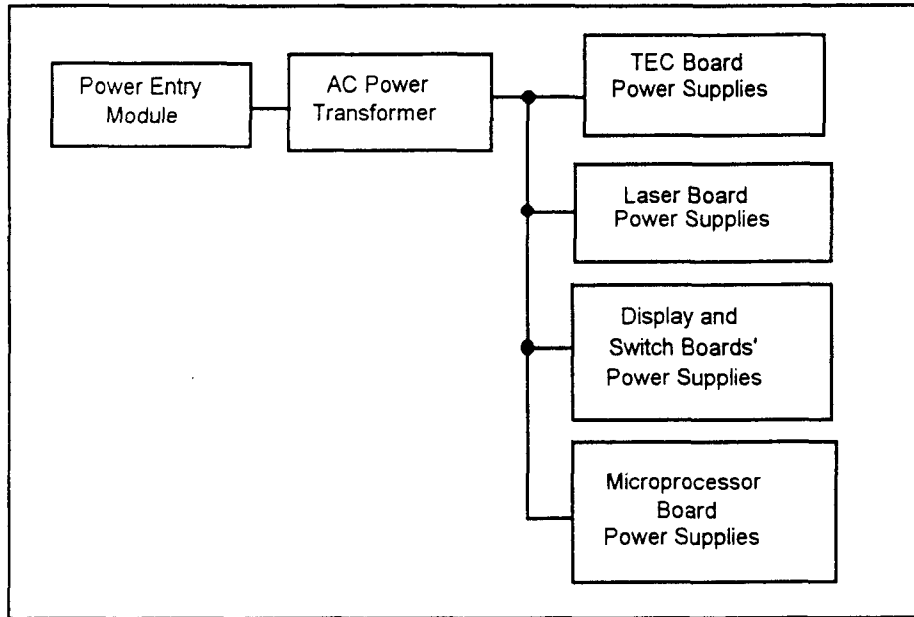 Power Entry
Module
AC Power
Transformer
TEC Board
Power Supplies
Laser Board
Power Supplies
Display and
Switch Boards'
Power Supplies
Microprocessor
Board
Power Supplies